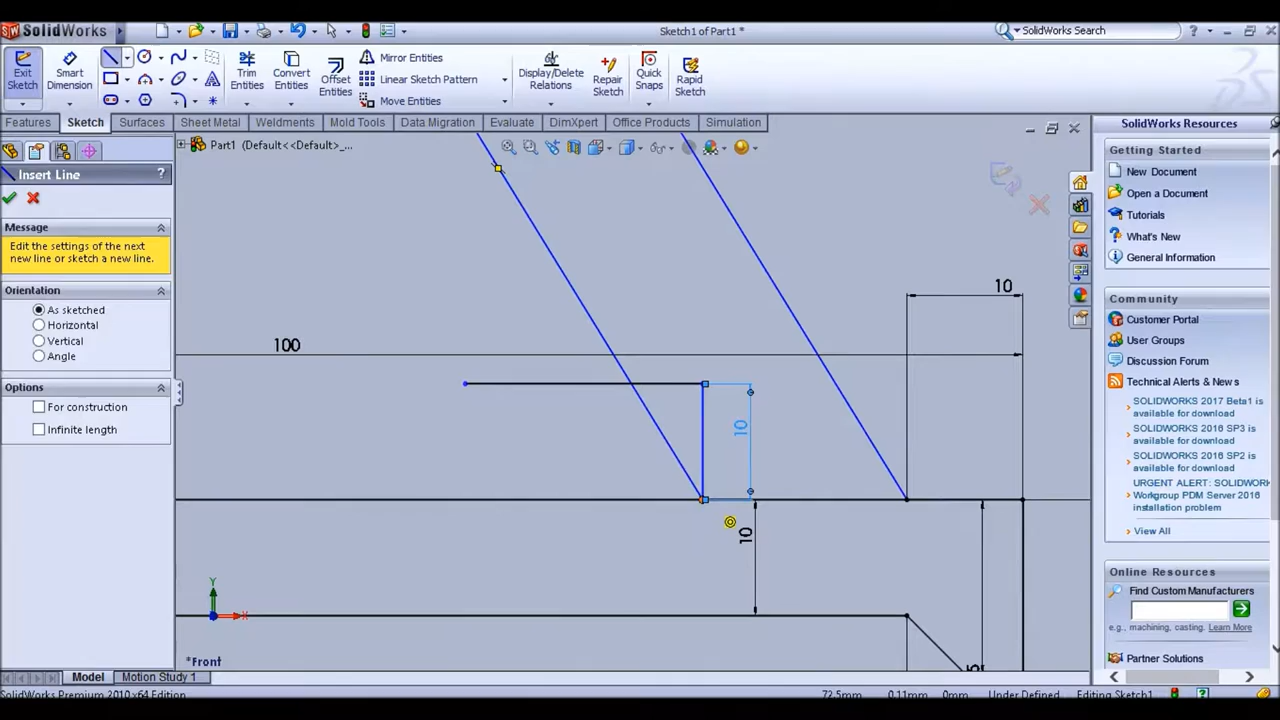 SolidWorks
Sketch1 of Part1 *
SolidWorks Search
Exit Sketch
Smart Dimension
Trim Entities
Convert Entities
Offset Entities
Mirror Entities
Linear Sketch Pattern
Move Entities
Display/Delete Relations
Repair Sketch
Quick Snaps
Rapid Sketch
Features
Sketch
Surfaces
Sheet Metal
Weldments
Mold Tools
Data Migration
Evaluate
DimXpert
Office Products
Simulation
Part1 (Default<<Default>_...
Insert Line
?
Message
Edit the settings of the next
new line or sketch a new line.
Orientation
As sketched
Horizontal
Vertical
Angle
Options
For construction
Infinite length
100
10
10
10
5
Y
X
*Front
SolidWorks Resources
Getting Started
New Document
Open a Document
Tutorials
What's New
General Information
Community
Customer Portal
User Groups
Discussion Forum
Technical Alerts & News
SOLIDWORKS 2017 Beta1 is
available for download
SOLIDWORKS 2016 SP3 is
available for download
SOLIDWORKS 2016 SP2 is
available for download
URGENT ALERT: SOLIDWORK
Workgroup PDM Server 2016
installation problem
View All
Online Resources
Find Custom Manufacturers
e.g., machining, casting. Learn More
Partner Solutions
Model
Motion Study 1
SolidWorks Premium 2010 x64 Edition
72.5mm
0.11mm
0mm
Under Defined
Editing Sketch1